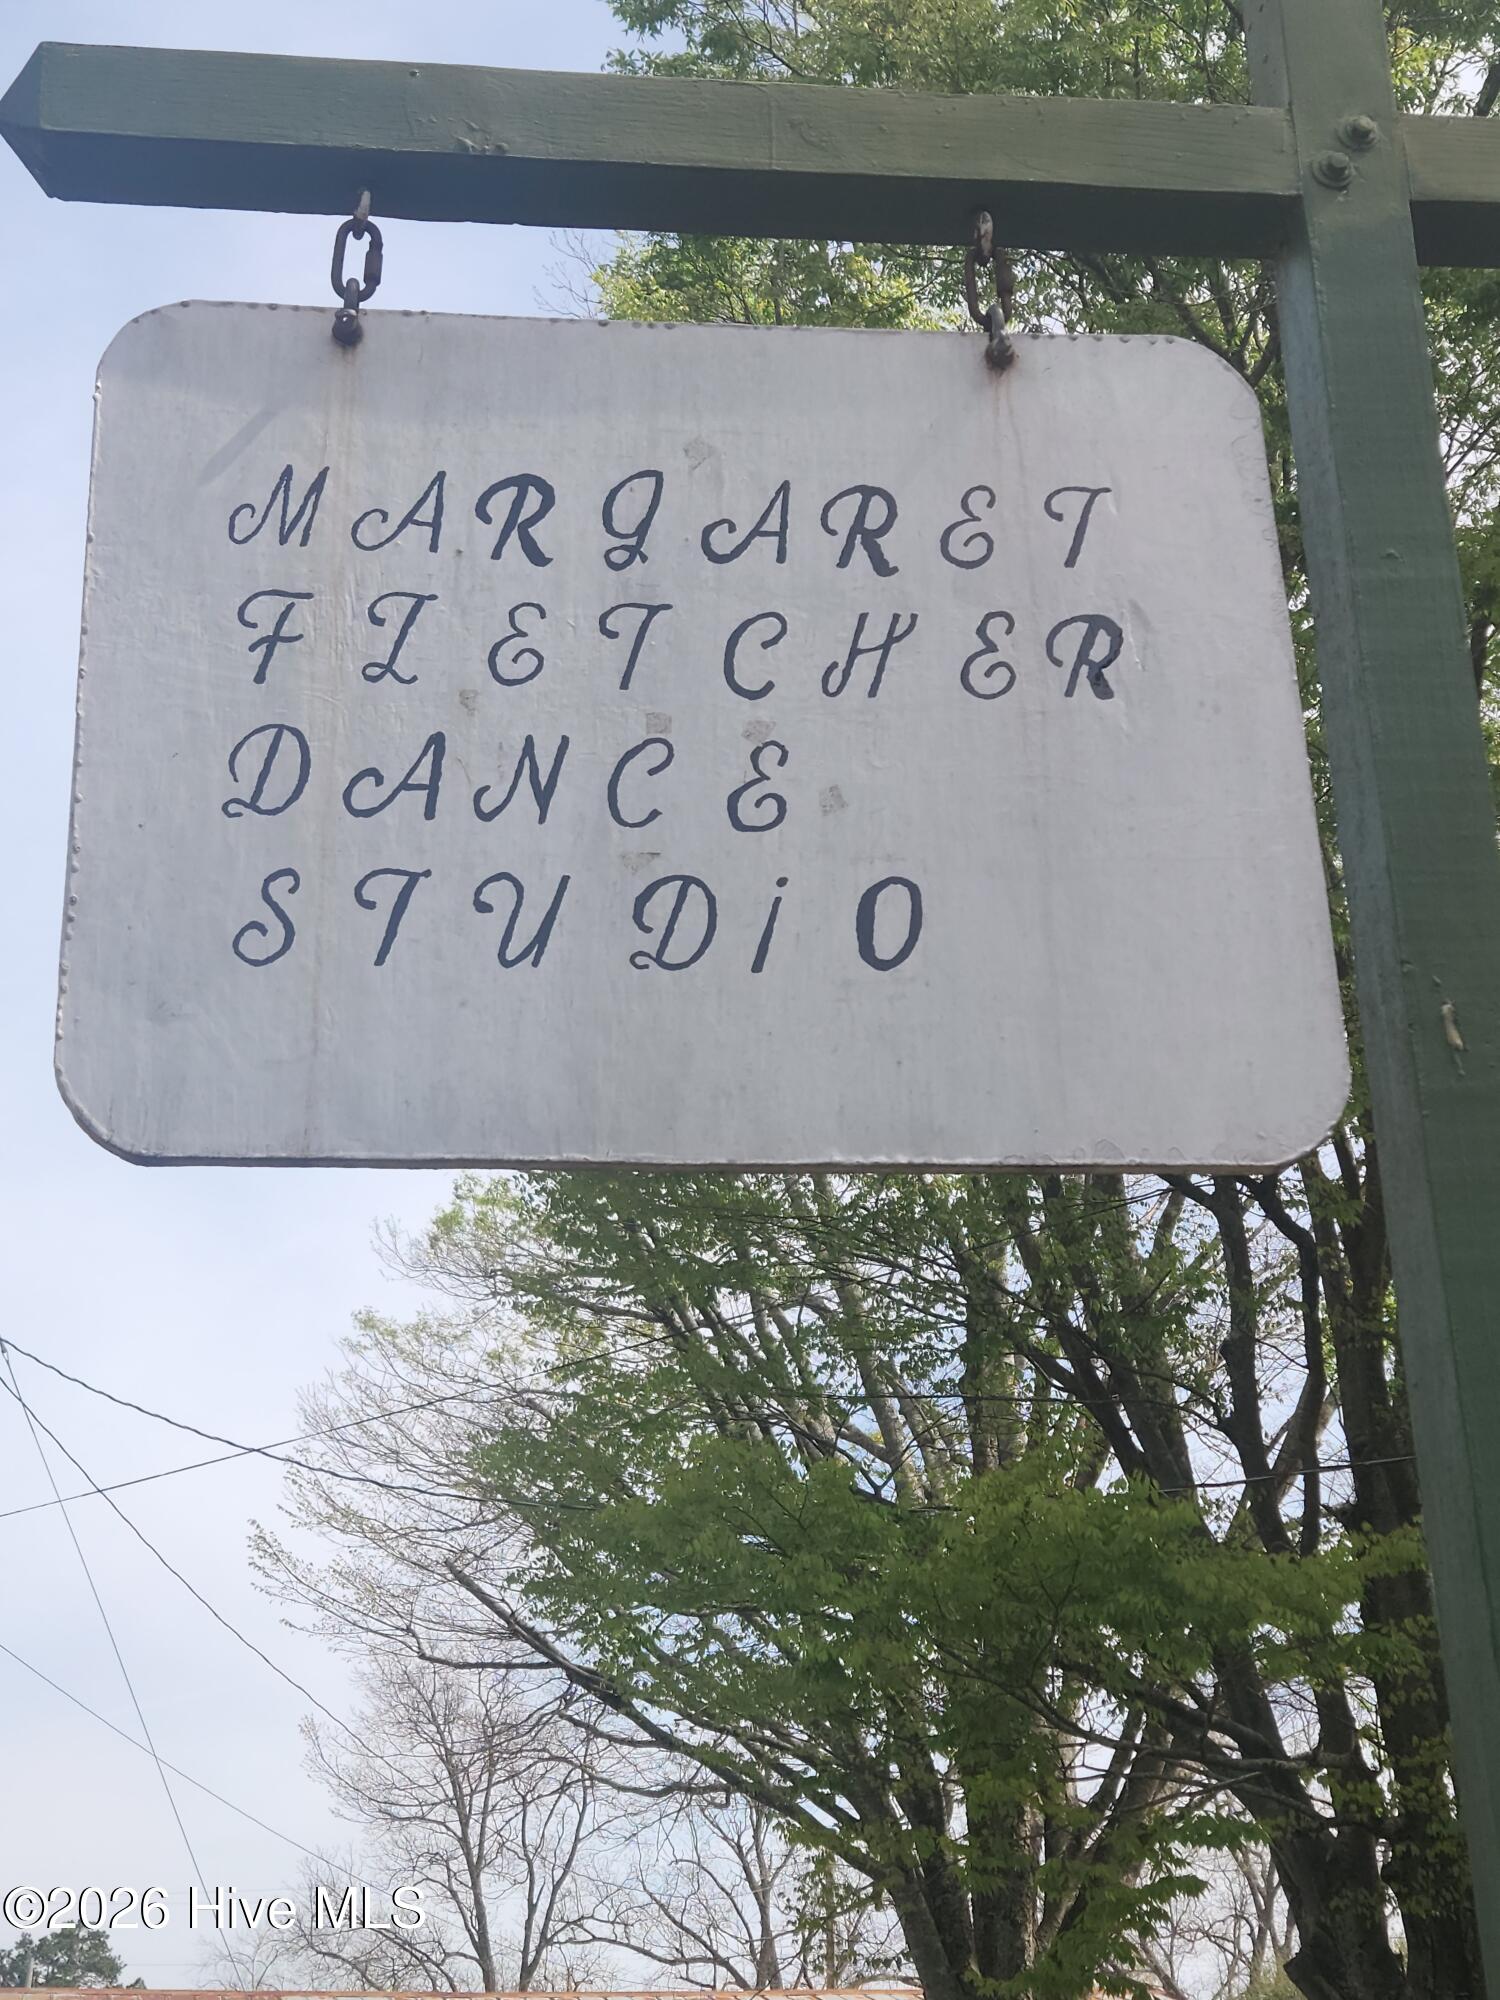 MARGARET
FLETCHER
DANCE
STUDiO
©2026 Hive MLS